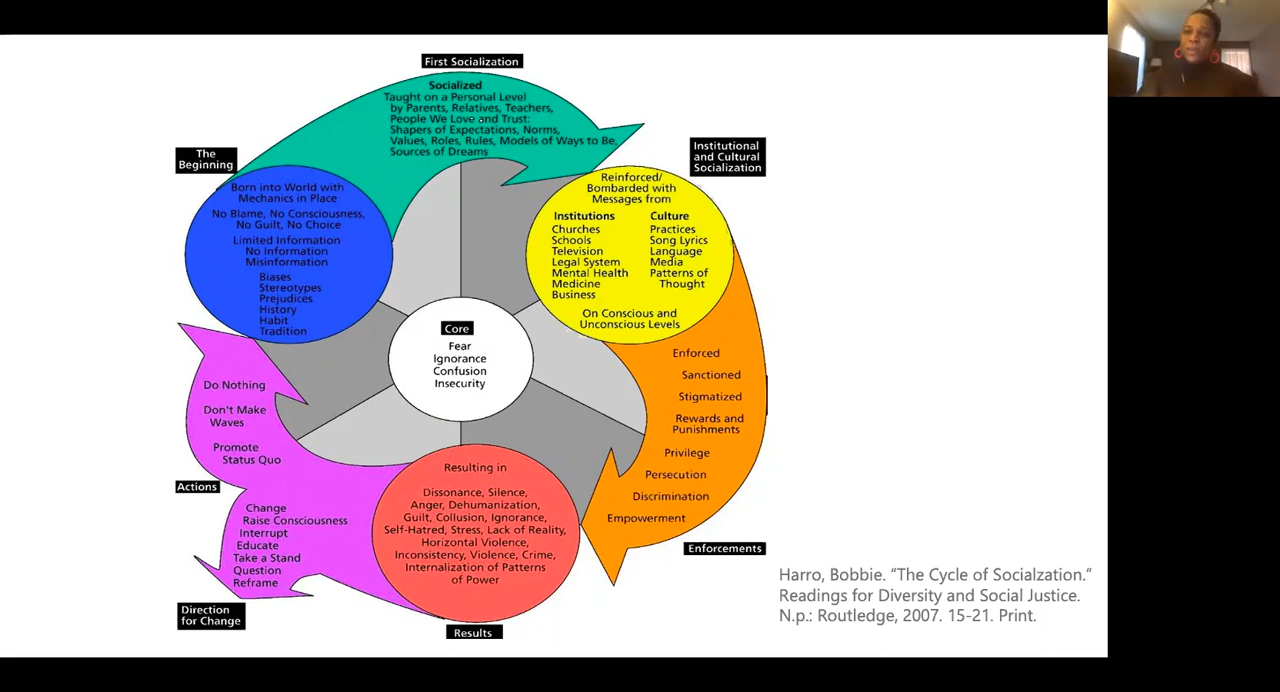 First Socialization
Socialized
Taught on a Personal Level
by Parents, Relatives, Teachers,
People We Love and Trust:
Shapers of Expectations, Norms,
Values, Roles, Rules, Models of Ways to Be,
Sources of Dreams
The
Beginning
Born into World with
Mechanics in Place
No Blame, No Consciousness,
No Guilt, No Choice
Limited Information
No Information
Misinformation
Biases
Stereotypes
Prejudices
History
Habit
Tradition
Institutional
and Cultural
Socialization
Reinforced/
Bombarded with
Messages from
Institutions
Churches
Schools
Television
Legal System
Mental Health
Medicine
Business
Culture
Practices
Song Lyrics
Language
Media
Patterns of
Thought
On Conscious and
Unconscious Levels
Core
Fear
Ignorance
Confusion
Insecurity
Enforced
Sanctioned
Stigmatized
Rewards and
Punishments
Privilege
Persecution
Discrimination
Empowerment
Enforcements
Resulting in
Dissonance, Silence,
Anger, Dehumanization,
Guilt, Collusion, Ignorance,
Self-Hatred, Stress, Lack of Reality,
Horizontal Violence,
Inconsistency, Violence, Crime,
Internalization of Patterns
of Power
Results
Do Nothing
Don't Make
Waves
Promote
Status Quo
Actions
Change
Raise Consciousness
Interrupt
Educate
Take a Stand
Question
Reframe
Direction
for Change
Harro, Bobbie. “The Cycle of Socialzation.”
Readings for Diversity and Social Justice.
N.p.: Routledge, 2007. 15-21. Print.